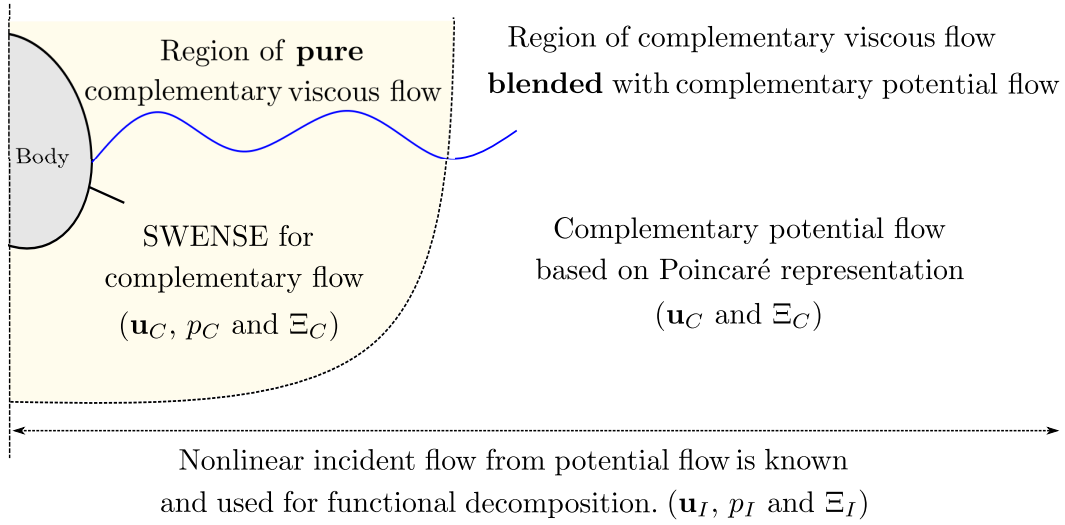 Region of pure
complementary viscous flow
Region of complementary viscous flow
blended with complementary potential flow
Body
SWENSE for
complementary flow
(u_C, p_C and Ξ_C)
Complementary potential flow
based on Poincaré representation
(u_C and Ξ_C)
Nonlinear incident flow from potential flow is known
and used for functional decomposition. (u_I, p_I and Ξ_I)